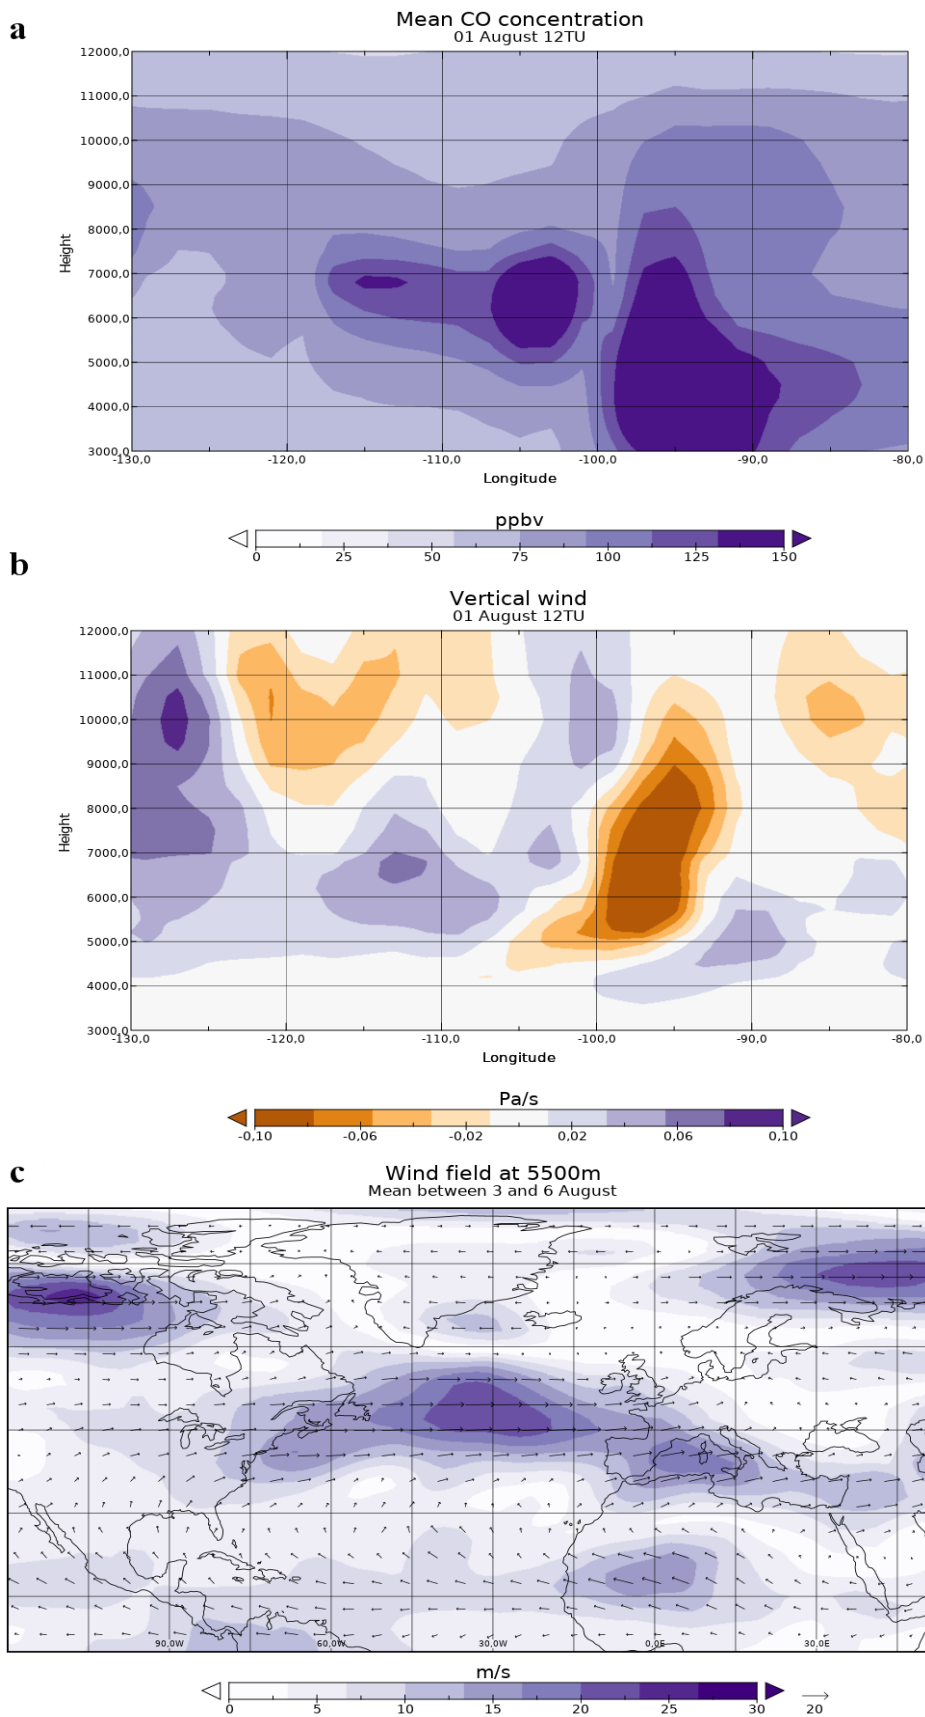 a
Mean CO concentration
01 August 12TU
12000,0
11000,0
10000,0
9000,0
8000,0
7000,0
6000,0
5000,0
4000,0
3000,0
Height
-130,0 -120,0 -110,0 -100,0 -90,0 -80,0
Longitude
ppbv
0 25 50 75 100 125 150
b
Vertical wind
01 August 12TU
12000,0
11000,0
10000,0
9000,0
8000,0
7000,0
6000,0
5000,0
4000,0
3000,0
Height
-130,0 -120,0 -110,0 -100,0 -90,0 -80,0
Longitude
Pa/s
-0,10 -0,06 -0,02 0,02 0,06 0,10
c
Wind field at 5500m
Mean between 3 and 6 August
90,0W 60,0W 30,0W 0,0E 30,0E
m/s
0 5 10 15 20 25 30 20